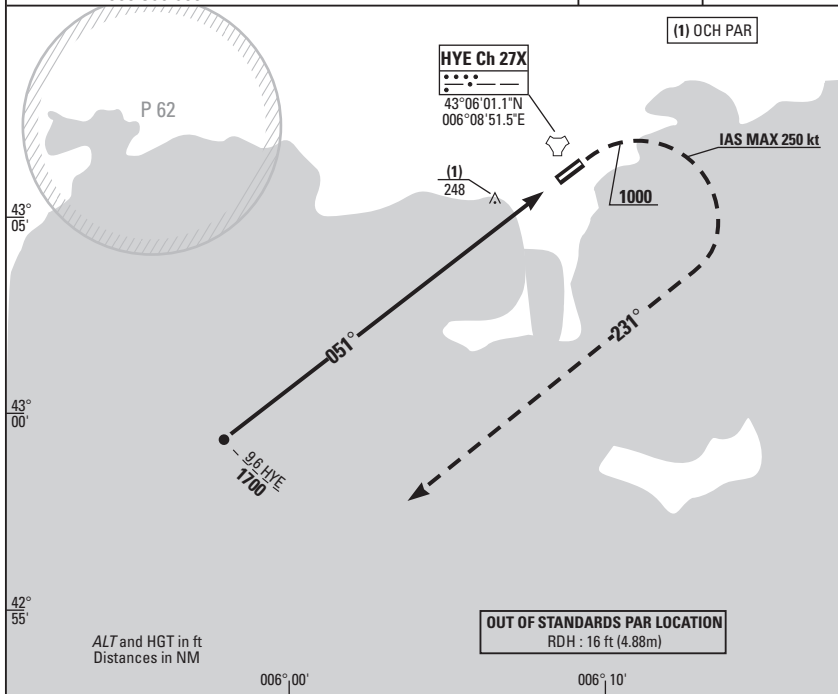 (1) OCH PAR
HYE Ch 27X
43°06'01.1"N
006°08'51.5"E
P 62
IAS MAX 250 kt
(1)
248
1000
43°
05'
051°
231°
43°
00'
9.6 HYE
1700
42°
55'
OUT OF STANDARDS PAR LOCATION
RDH : 16 ft (4.88m)
ALT and HGT in ft
Distances in NM
006° 00'
006° 10'